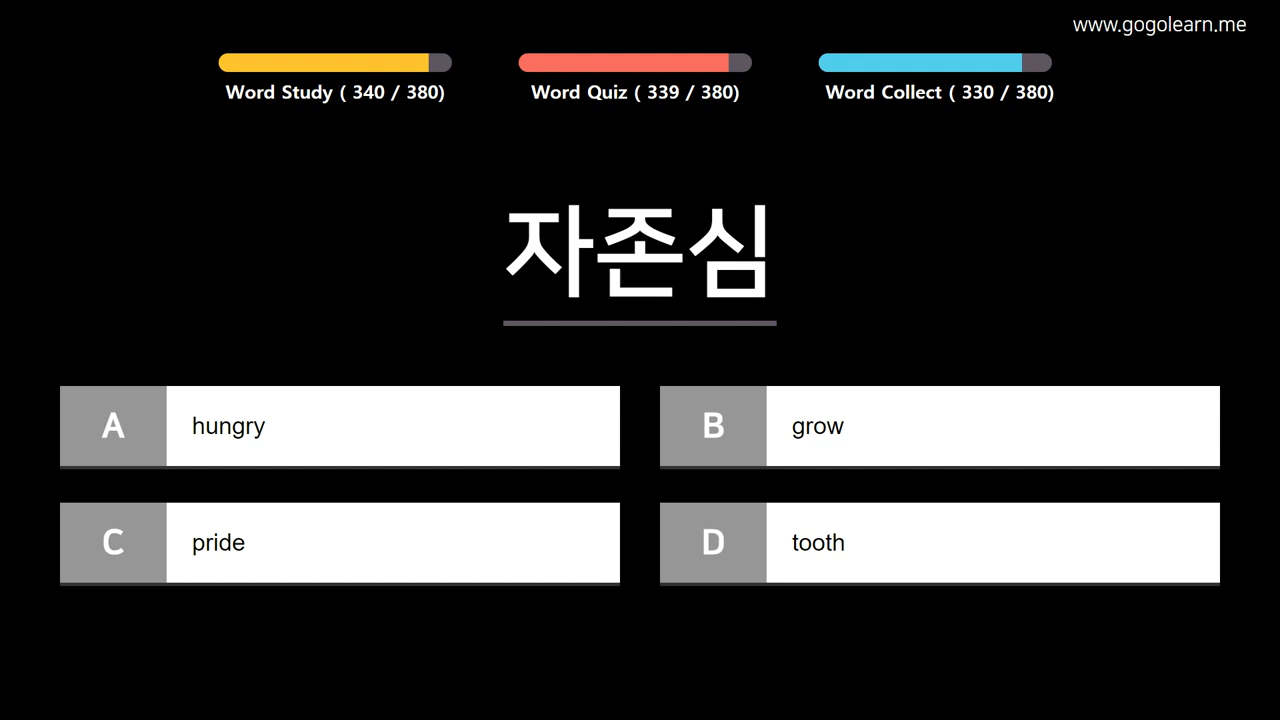 www.gogolearn.me
Word Study ( 340 / 380)
Word Quiz ( 339 / 380)
Word Collect ( 330 / 380)
자존심
A hungry
B grow
C pride
D tooth